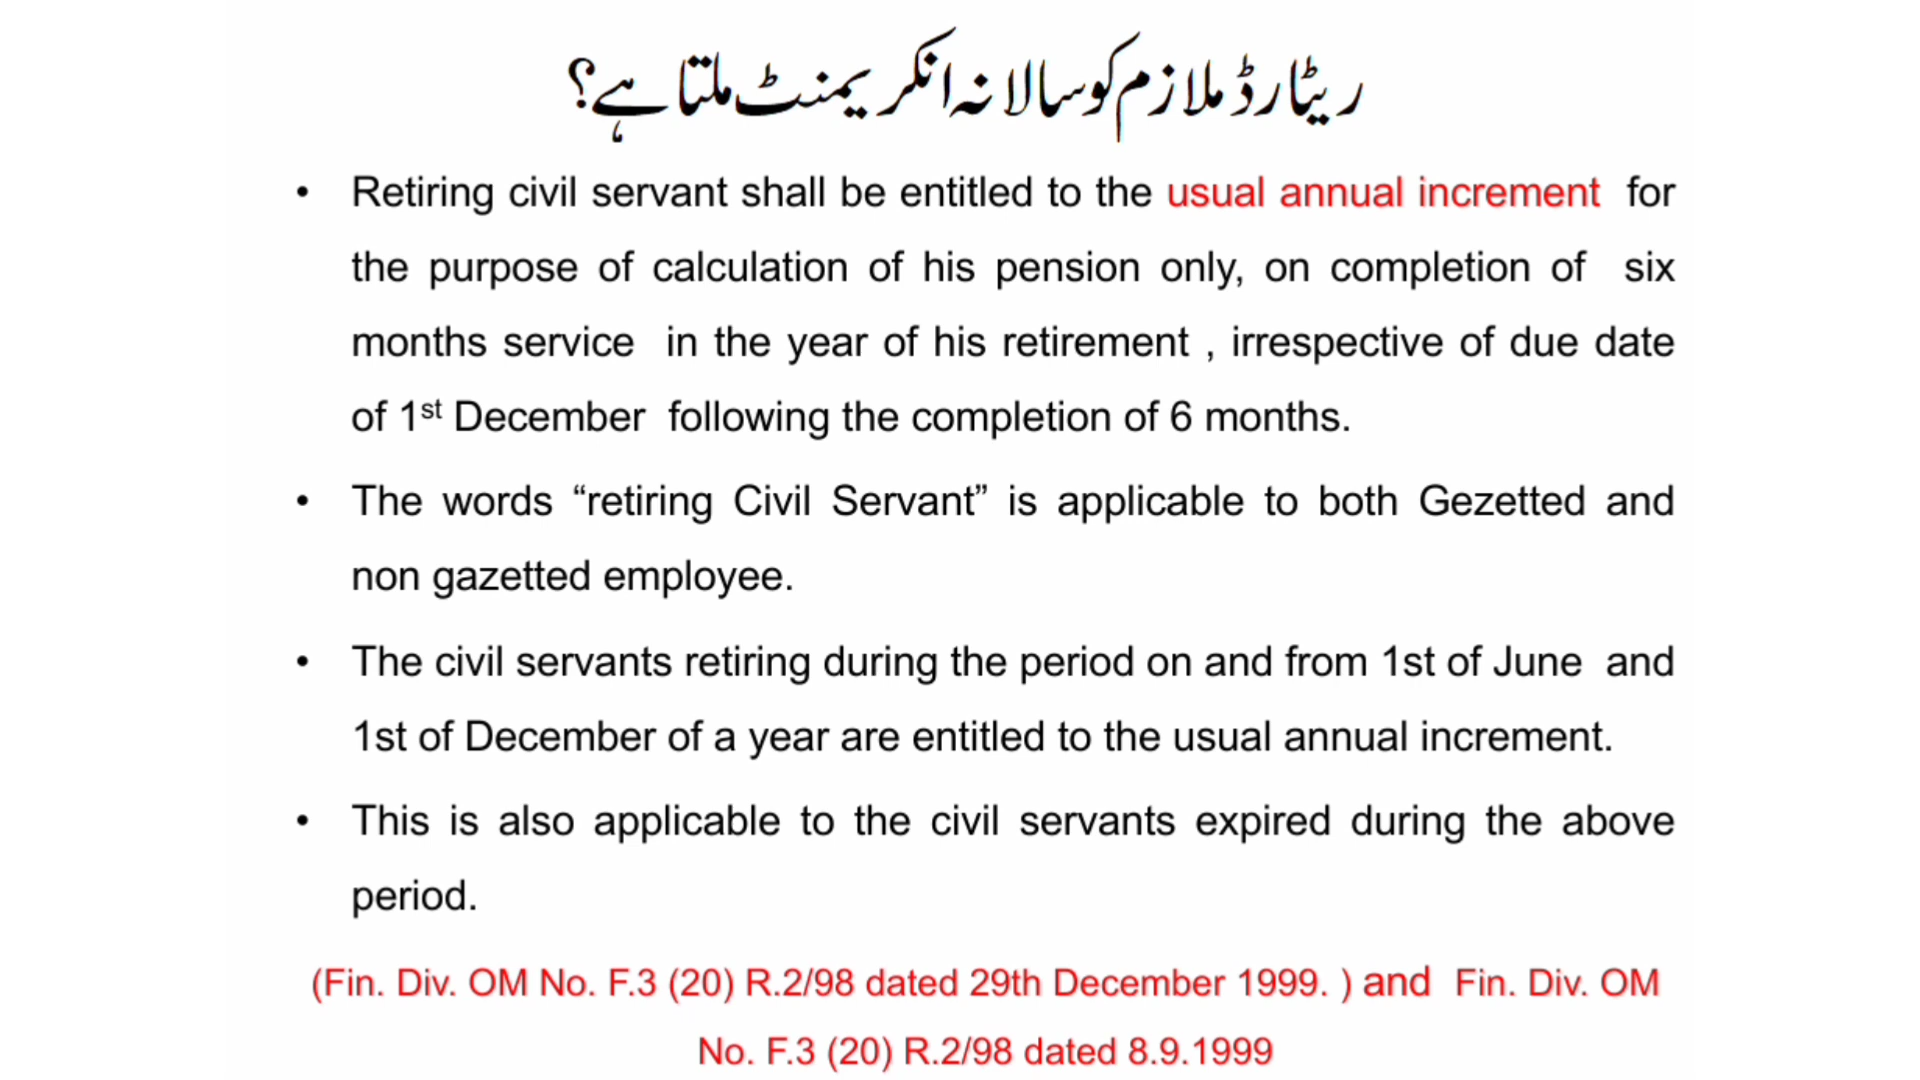 ریٹارڈ ملازم کو سالانہ انکریمنٹ ملتا ہے؟
• Retiring civil servant shall be entitled to the usual annual increment for
the purpose of calculation of his pension only, on completion of six
months service in the year of his retirement , irrespective of due date
of 1st December following the completion of 6 months.
• The words “retiring Civil Servant” is applicable to both Gezetted and
non gazetted employee.
• The civil servants retiring during the period on and from 1st of June and
1st of December of a year are entitled to the usual annual increment.
• This is also applicable to the civil servants expired during the above
period.
(Fin. Div. OM No. F.3 (20) R.2/98 dated 29th December 1999. ) and Fin. Div. OM
No. F.3 (20) R.2/98 dated 8.9.1999